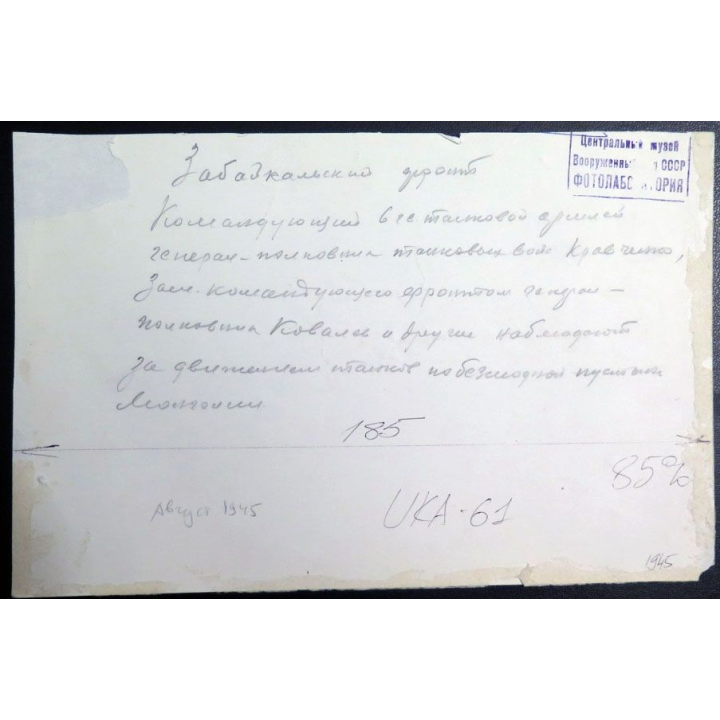 Центральный музей
Вооруженных СССР
ФОТОЛАБОРАТОРИЯ
Забайкальский фронт
Командующий 6 гв танковой армией
генерал-полковник танковых войск Кравченко,
Зам. командующего фронтом генерал-
полковник Ковалев и другие наблюдают
за движением танков по безводной пустыне
Монголии
185
85%
Август 1945
UKA-61
1945